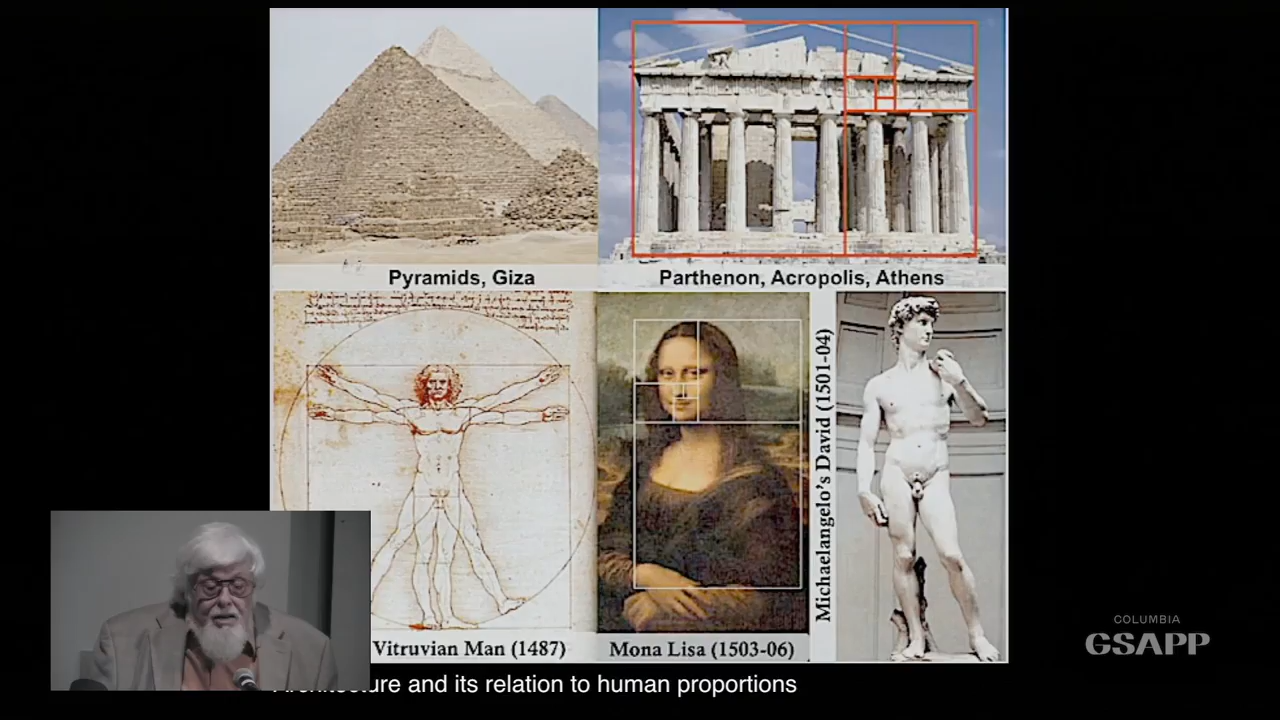 Pyramids, Giza
Parthenon, Acropolis, Athens
Michaelangelo's David (1501-04)
Vitruvian Man (1487)
Mona Lisa (1503-06)
and its relation to human proportions
COLUMBIA
GSAPP